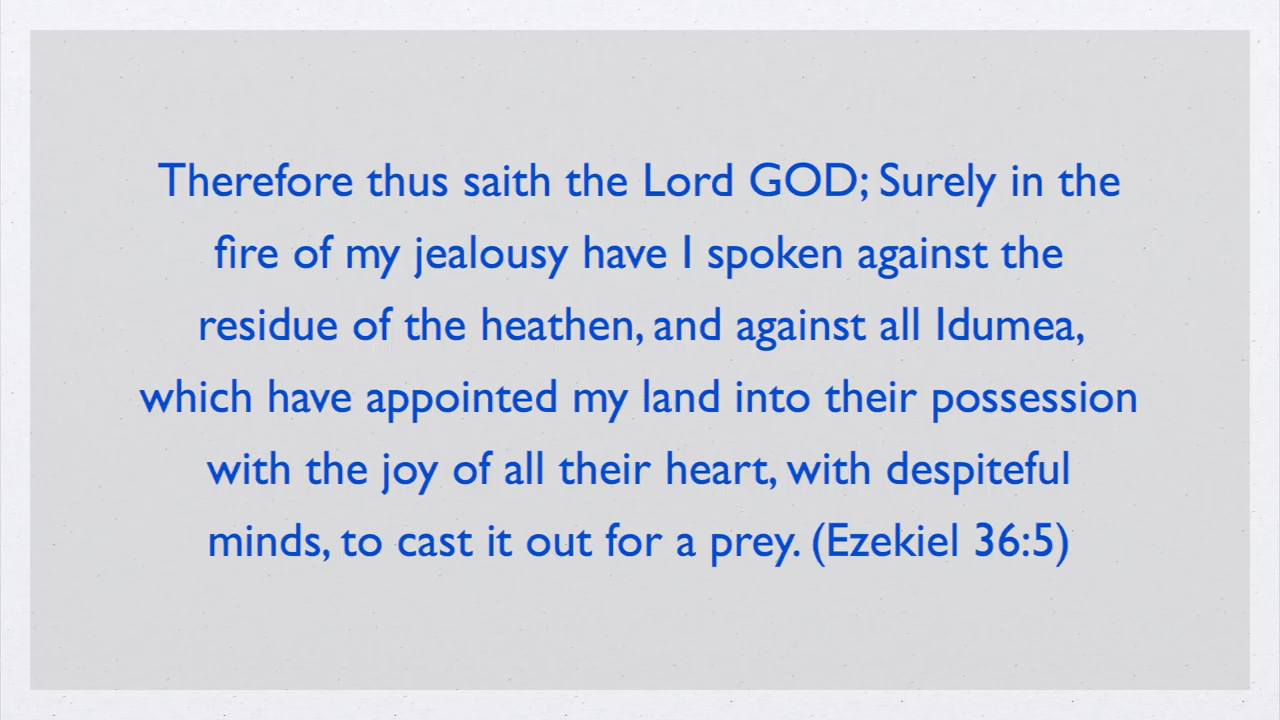 Therefore thus saith the Lord GOD; Surely in the
fire of my jealousy have I spoken against the
residue of the heathen, and against all Idumea,
which have appointed my land into their possession
with the joy of all their heart, with despiteful
minds, to cast it out for a prey. (Ezekiel 36:5)